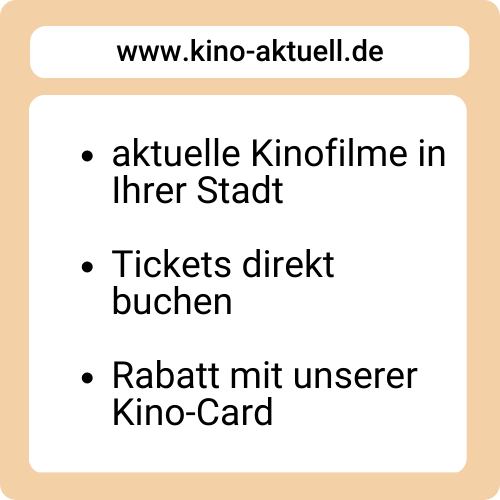 www.kino-aktuell.de
• aktuelle Kinofilme in
Ihrer Stadt
• Tickets direkt
buchen
• Rabatt mit unserer
Kino-Card